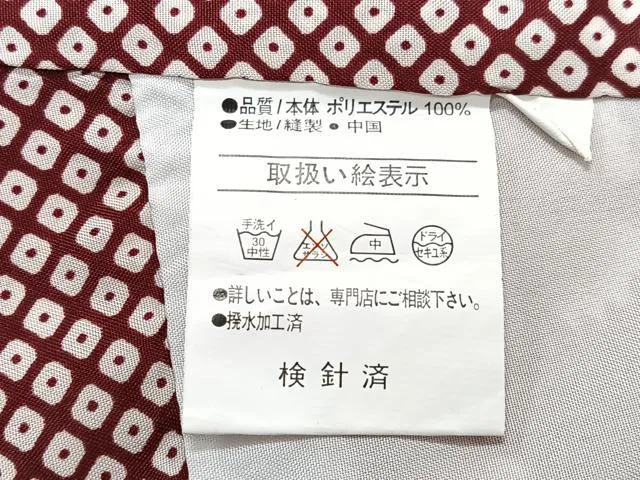 ●品質/本体 ポリエステル 100%
●生地/縫製 ● 中国
取扱い絵表示
手洗イ
30
中性
エンソ
サラシ
中
ドライ
セキユ系
●詳しいことは、専門店にご相談下さい。
●撥水加工済
検針済